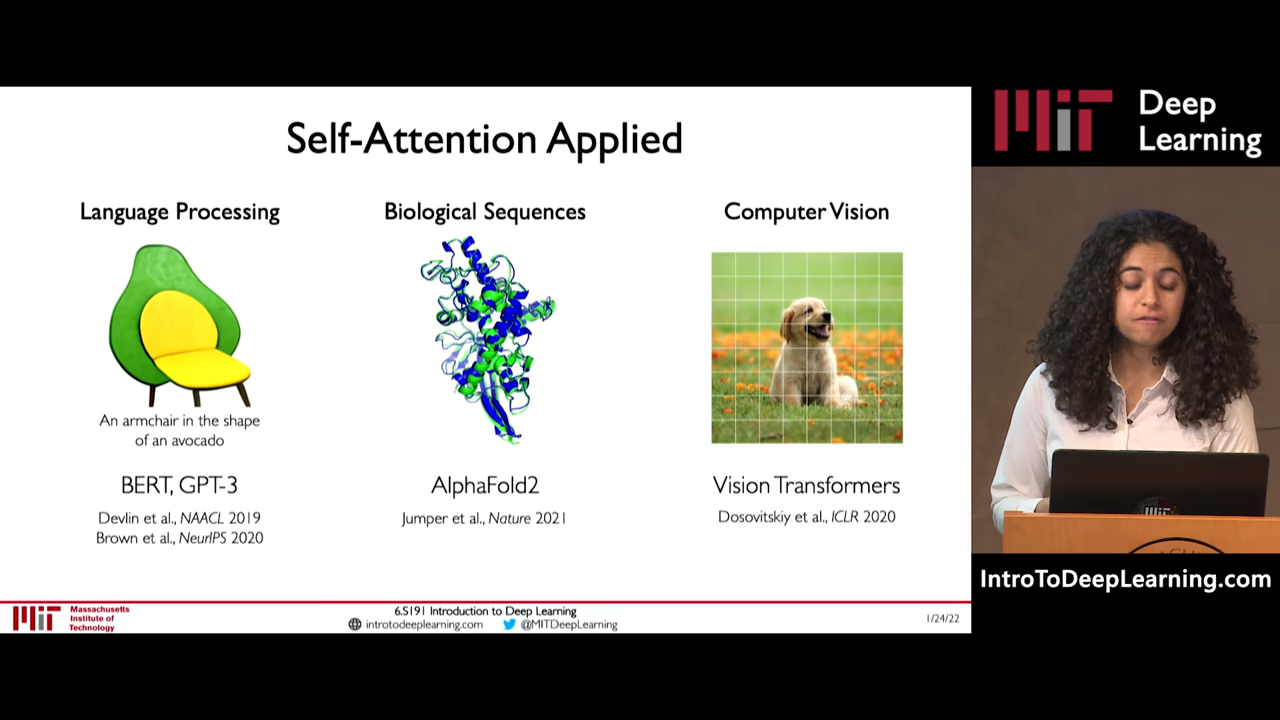 Self-Attention Applied
Language Processing
Biological Sequences
Computer Vision
An armchair in the shape
of an avocado
BERT, GPT-3
AlphaFold2
Vision Transformers
Devlin et al., NAACL 2019
Brown et al., NeurIPS 2020
Jumper et al., Nature 2021
Dosovitskiy et al., ICLR 2020
MIT
Massachusetts
Institute of
Technology
6.S191 Introduction to Deep Learning
introtodeeplearning.com
@MITDeepLearning
1/24/22
MIT
Deep
Learning
IntroToDeepLearning.com